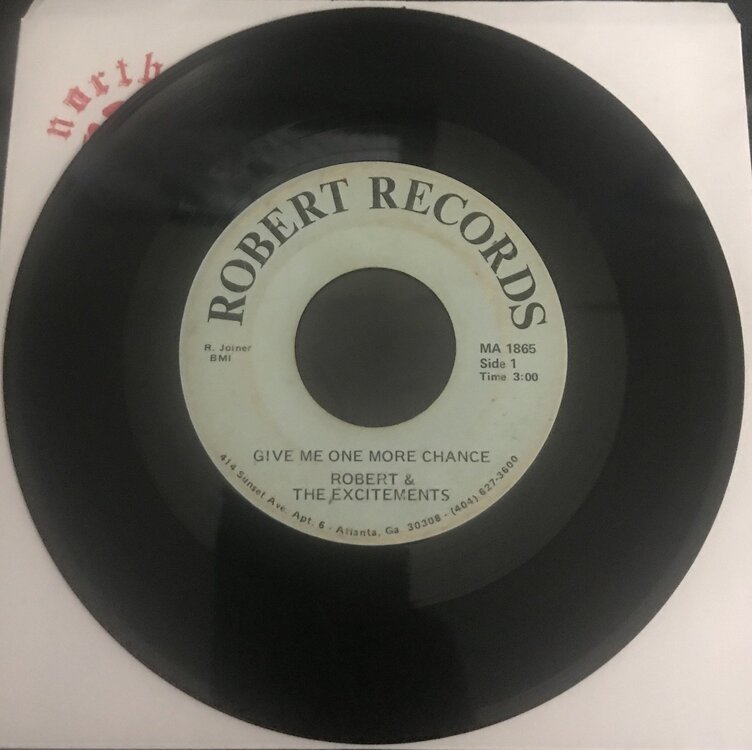 north
ROBERT RECORDS
R. Joiner
BMI
MA 1865
Side 1
Time 3:00
GIVE ME ONE MORE CHANCE
ROBERT &
THE EXCITEMENTS
414 Sunset Ave. Apt. 6 - Atlanta, Ga 30308 - (404) 627-3600